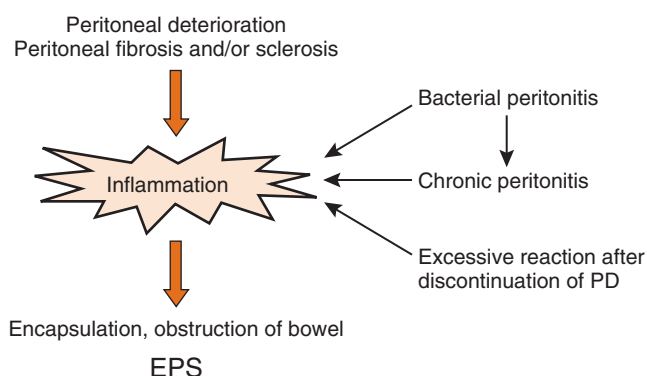 Peritoneal deterioration
Peritoneal fibrosis and/or sclerosis
Bacterial peritonitis
Inflammation
Chronic peritonitis
Excessive reaction after
discontinuation of PD
Encapsulation, obstruction of bowel
EPS